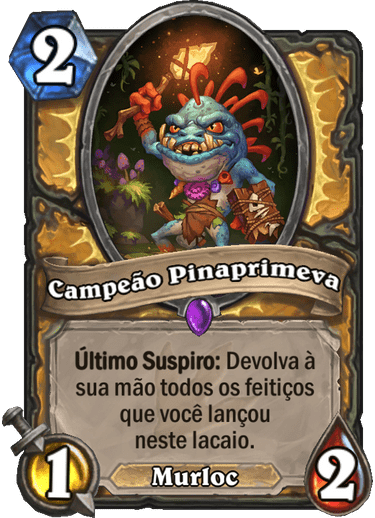 2
Campeão Pinaprimeva
Último Suspiro: Devolva à
sua mão todos os feitiços
que você lançou
neste lacaio.
1
Murloc
2